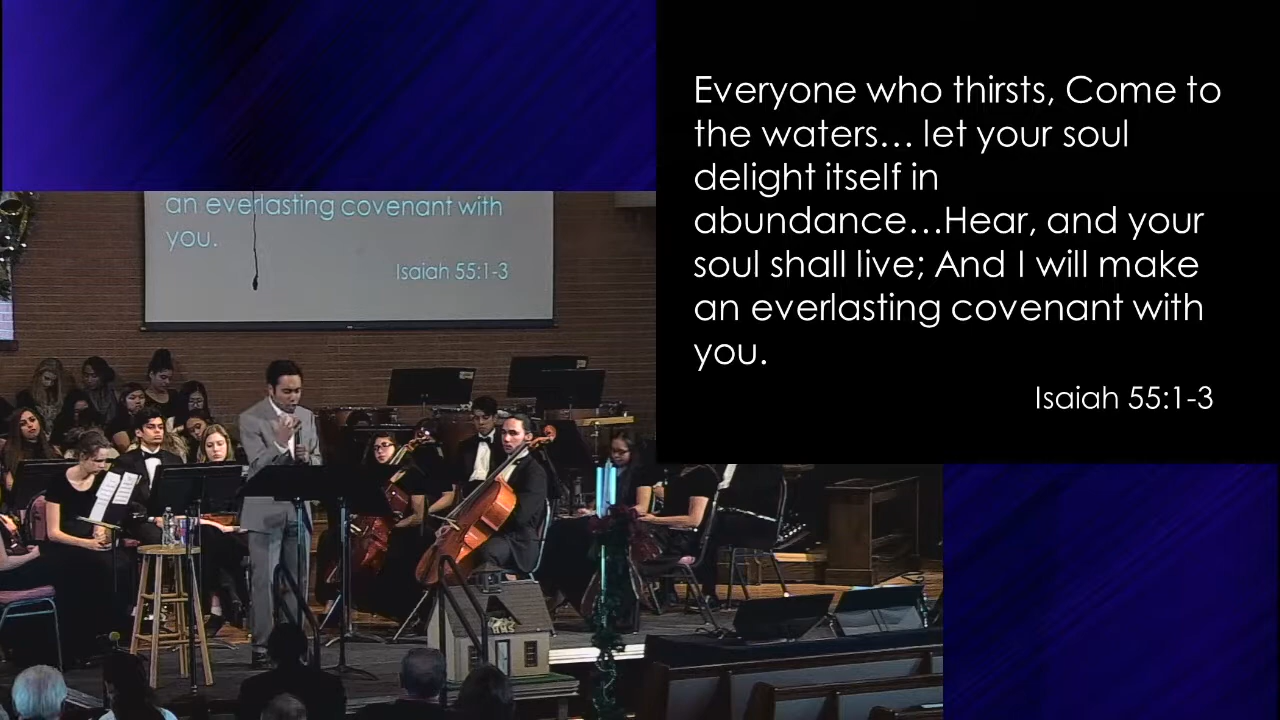 Everyone who thirsts, Come to
the waters... let your soul
delight itself in
abundance...Hear, and your
soul shall live; And I will make
an everlasting covenant with
you.
Isaiah 55:1-3
an everlasting covenant with
you.
Isaiah 55:1-3